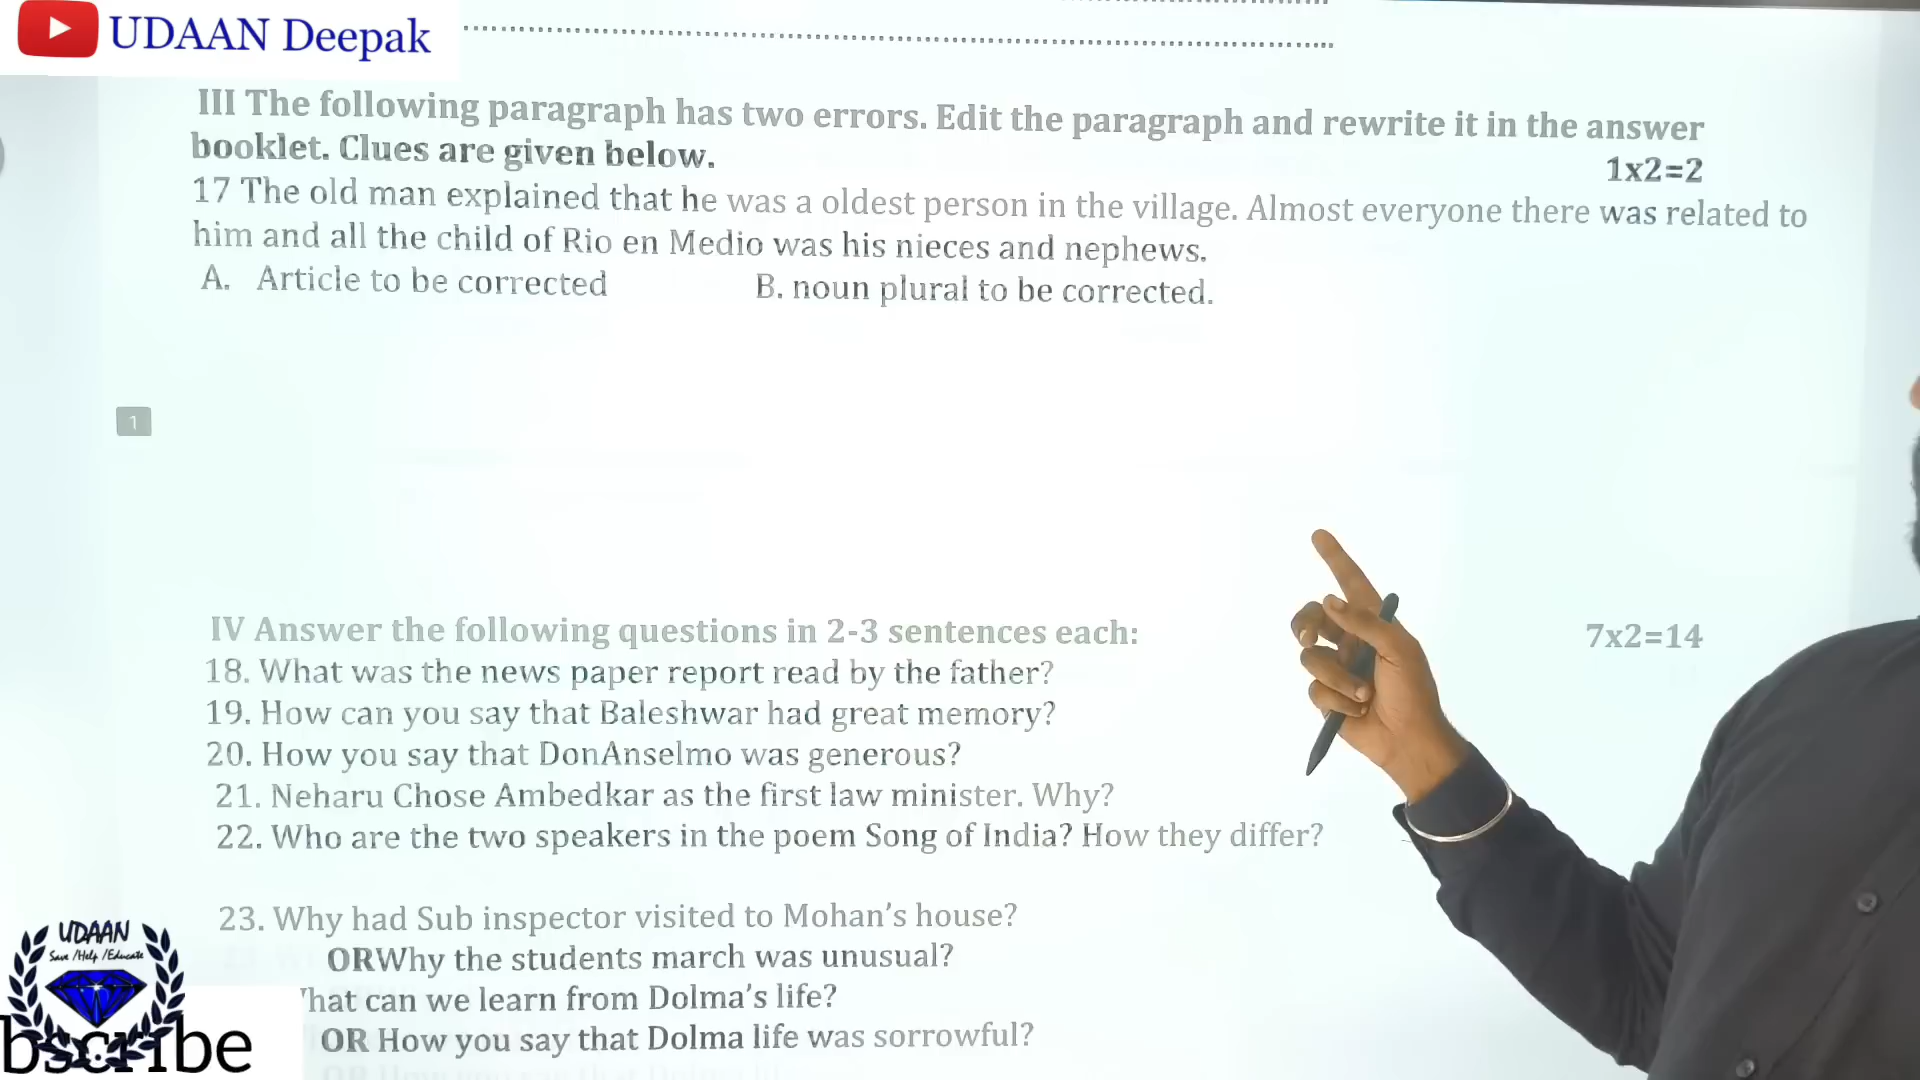 UDAAN Deepak
III The following paragraph has two errors. Edit the paragraph and rewrite it in the answer
booklet. Clues are given below.
1x2=2
17 The old man explained that he was a oldest person in the village. Almost everyone there was related to
him and all the child of Rio en Medio was his nieces and nephews.
A. Article to be corrected B. noun plural to be corrected.
1
IV Answer the following questions in 2-3 sentences each: 7x2=14
18. What was the news paper report read by the father?
19. How can you say that Baleshwar had great memory?
20. How you say that DonAnselmo was generous?
21. Neharu Chose Ambedkar as the first law minister. Why?
22. Who are the two speakers in the poem Song of India? How they differ?
23. Why had Sub inspector visited to Mohan's house?
ORWhy the students march was unusual?
hat can we learn from Dolma's life?
OR How you say that Dolma life was sorrowful?
UDAAN
Save /Help /Educate
bscribe